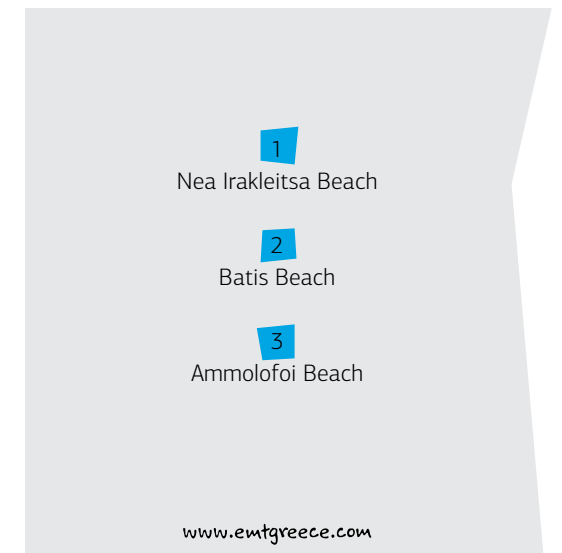 1
Nea Irakleitsa Beach
2
Batis Beach
3
Ammolofoi Beach
www.emtgreece.com